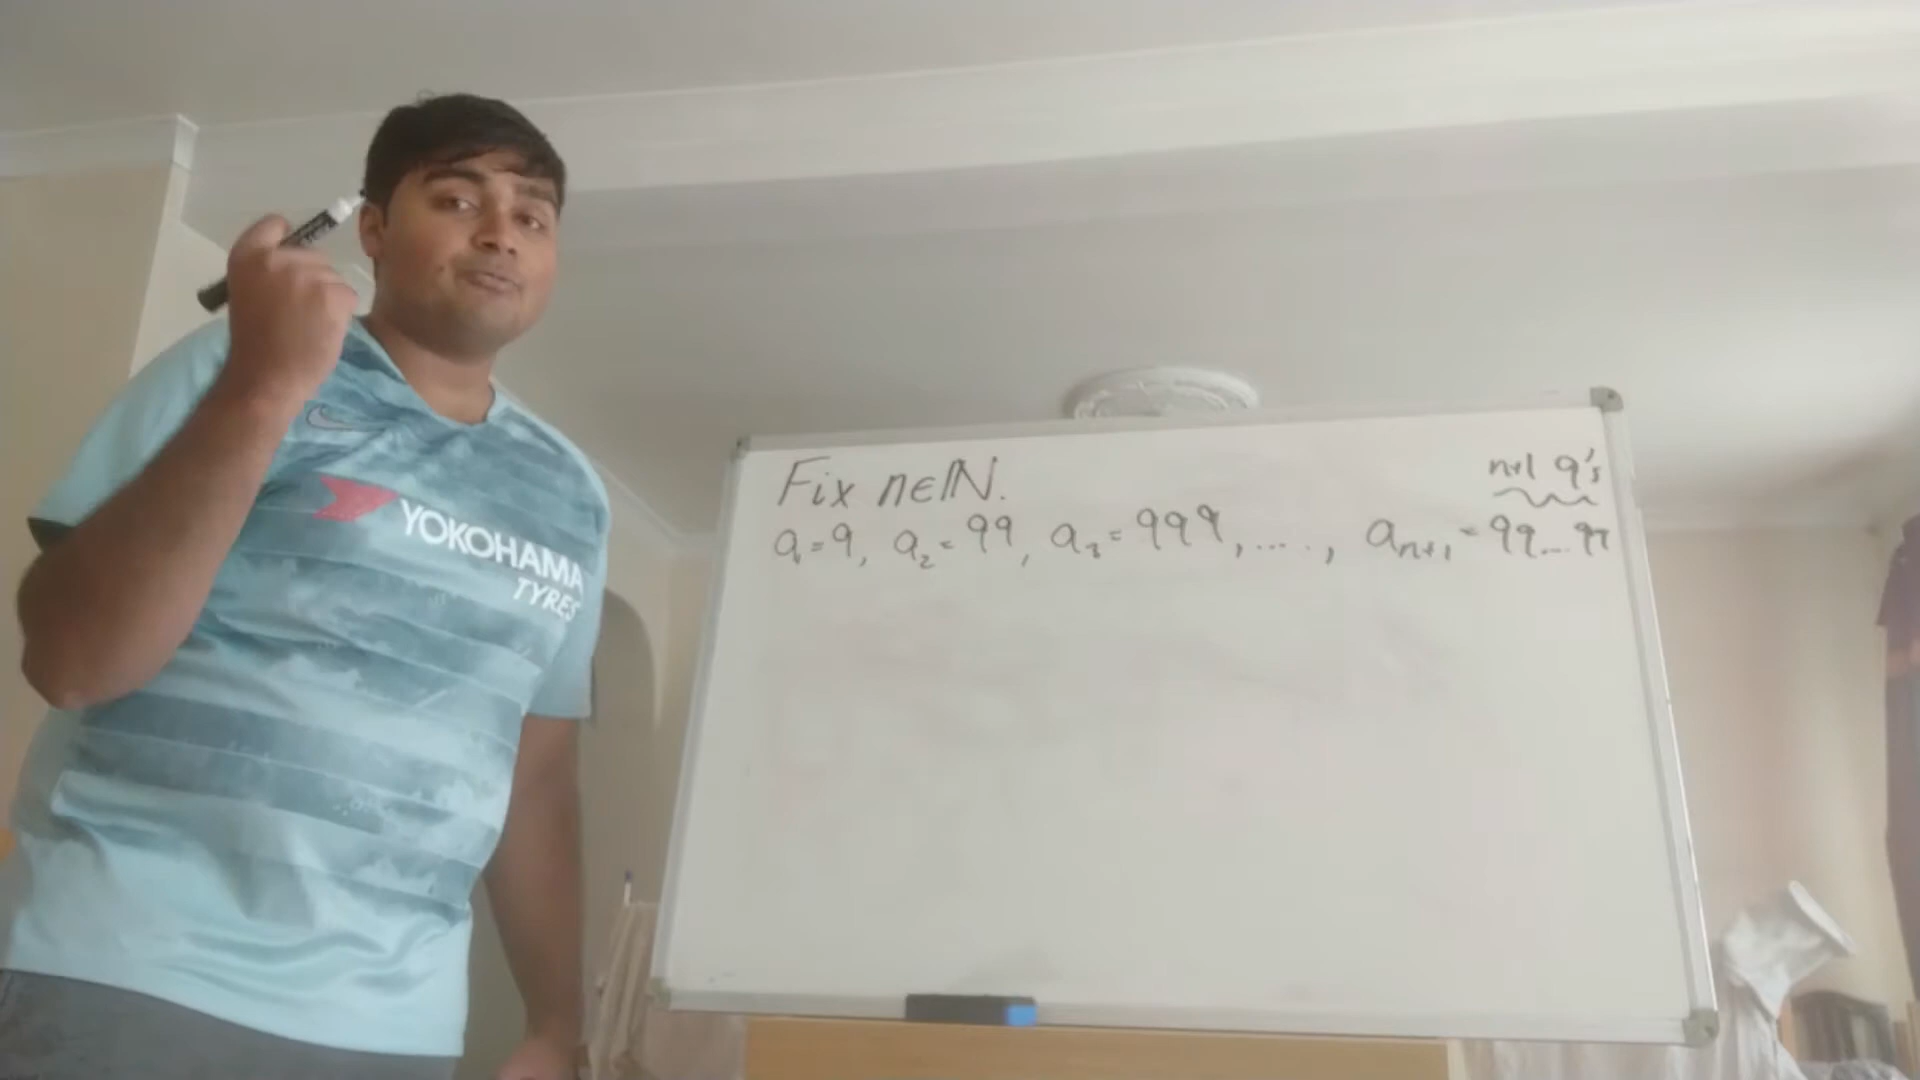 YOKOHAMA
TYRES
Fix n∈ℕ.
n+1 9's
a₁=9, a₂=99, a₃=999, ....., aₙ₊₁=99...99